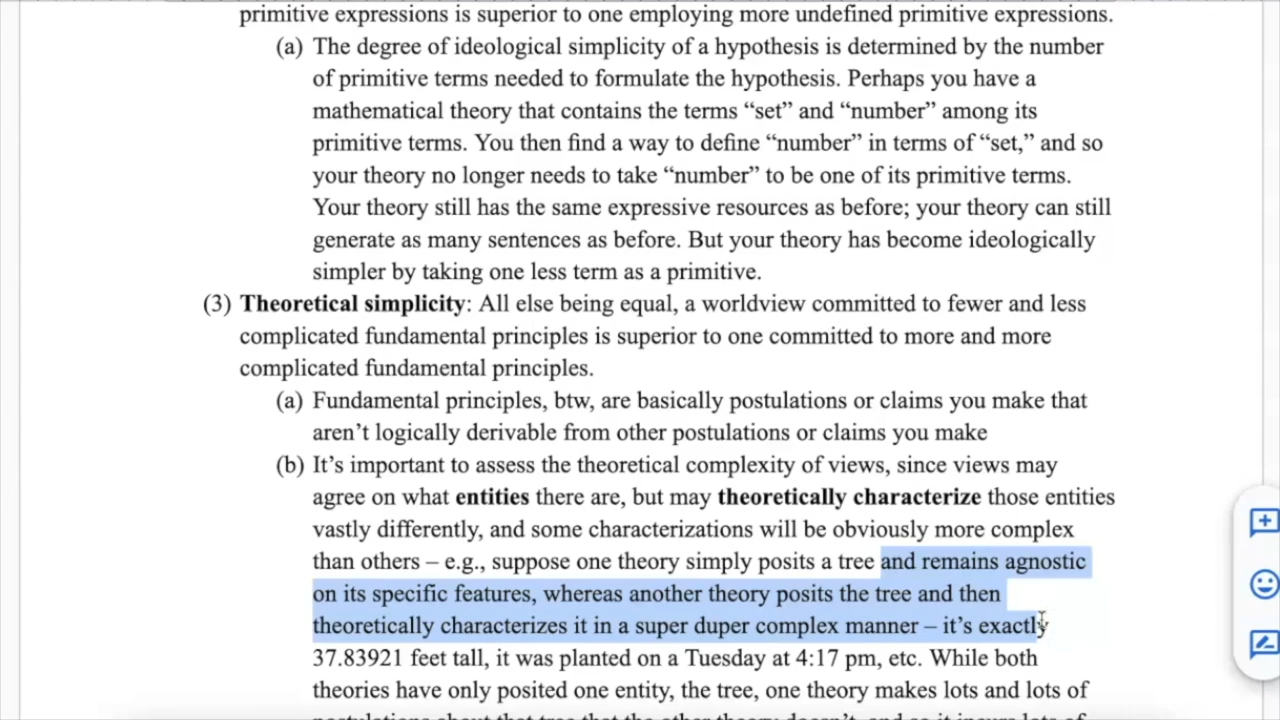 primitive expressions is superior to one employing more undefined primitive expressions.
(a) The degree of ideological simplicity of a hypothesis is determined by the number
of primitive terms needed to formulate the hypothesis. Perhaps you have a
mathematical theory that contains the terms “set” and “number” among its
primitive terms. You then find a way to define “number” in terms of “set,” and so
your theory no longer needs to take “number” to be one of its primitive terms.
Your theory still has the same expressive resources as before; your theory can still
generate as many sentences as before. But your theory has become ideologically
simpler by taking one less term as a primitive.
(3) Theoretical simplicity: All else being equal, a worldview committed to fewer and less
complicated fundamental principles is superior to one committed to more and more
complicated fundamental principles.
(a) Fundamental principles, btw, are basically postulations or claims you make that
aren’t logically derivable from other postulations or claims you make
(b) It’s important to assess the theoretical complexity of views, since views may
agree on what entities there are, but may theoretically characterize those entities
vastly differently, and some characterizations will be obviously more complex
than others – e.g., suppose one theory simply posits a tree and remains agnostic
on its specific features, whereas another theory posits the tree and then
theoretically characterizes it in a super duper complex manner – it’s exactly
37.83921 feet tall, it was planted on a Tuesday at 4:17 pm, etc. While both
theories have only posited one entity, the tree, one theory makes lots and lots of